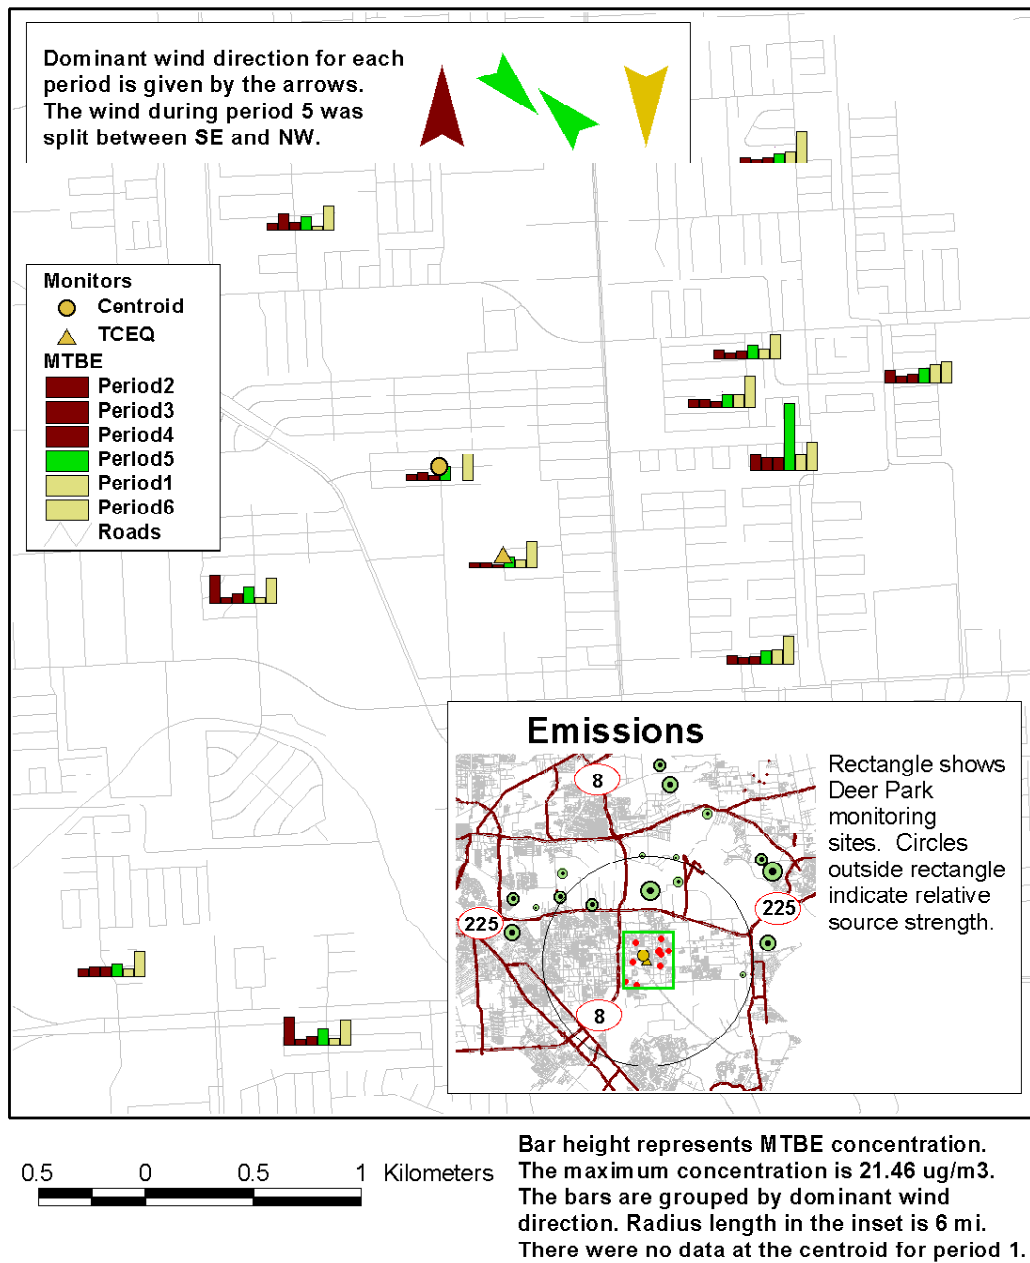 Dominant wind direction for each
period is given by the arrows.
The wind during period 5 was
split between SE and NW.
Monitors
Centroid
TCEQ
MTBE
Period2
Period3
Period4
Period5
Period1
Period6
Roads
Emissions
8
225
225
8
Rectangle shows
Deer Park
monitoring
sites. Circles
outside rectangle
indicate relative
source strength.
0.5 0 0.5 1 Kilometers
Bar height represents MTBE concentration.
The maximum concentration is 21.46 ug/m3.
The bars are grouped by dominant wind
direction. Radius length in the inset is 6 mi.
There were no data at the centroid for period 1.